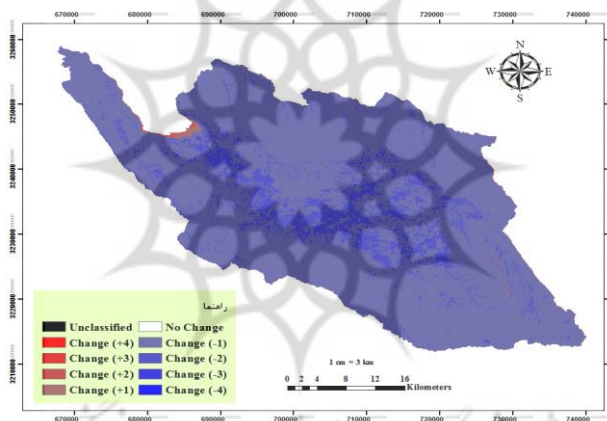 670000 680000 690000 700000 710000 720000 730000 740000
3260000
3250000
3240000
3230000
3220000
3210000
N
W E
S
راهنما
Unclassified No Change
Change (+4) Change (-1)
Change (+3) Change (-2)
Change (+2) Change (-3)
Change (+1) Change (-4)
1 cm = 3 km
0 2 4 8 12 16
Kilometers
670000 680000 690000 700000 710000 720000 730000 740000